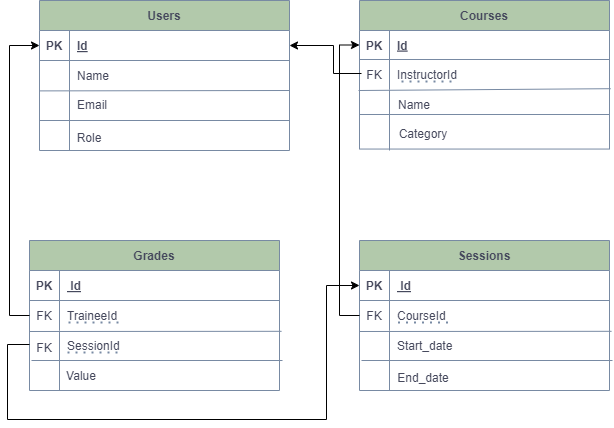 Users
PK Id
Name
Email
Role
Courses
PK Id
FK InstructorId
Name
Category
Grades
PK Id
FK TraineeId
FK SessionId
Value
Sessions
PK Id
FK CourseId
Start_date
End_date